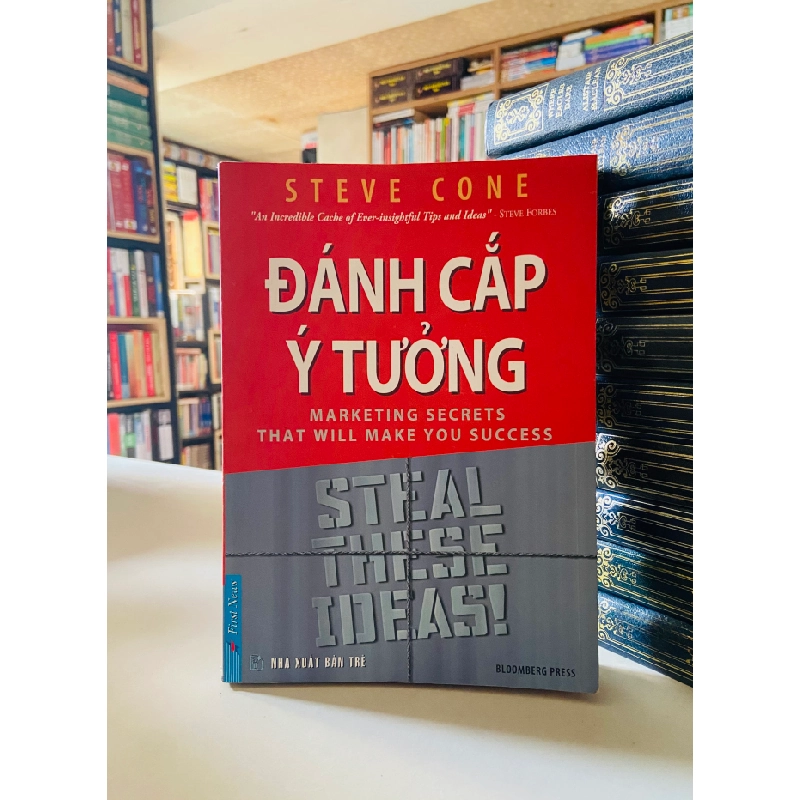 STEVE CONE
"An Incredible Cache of Ever-insightful Tips and Ideas" - STEVE FORBES
ĐÁNH CẮP
Ý TƯỞNG
MARKETING SECRETS
THAT WILL MAKE YOU SUCCESS
STEAL
THESE
IDEAS!
First News
NHÀ XUẤT BẢN TRẺ
BLOOMBERG PRESS